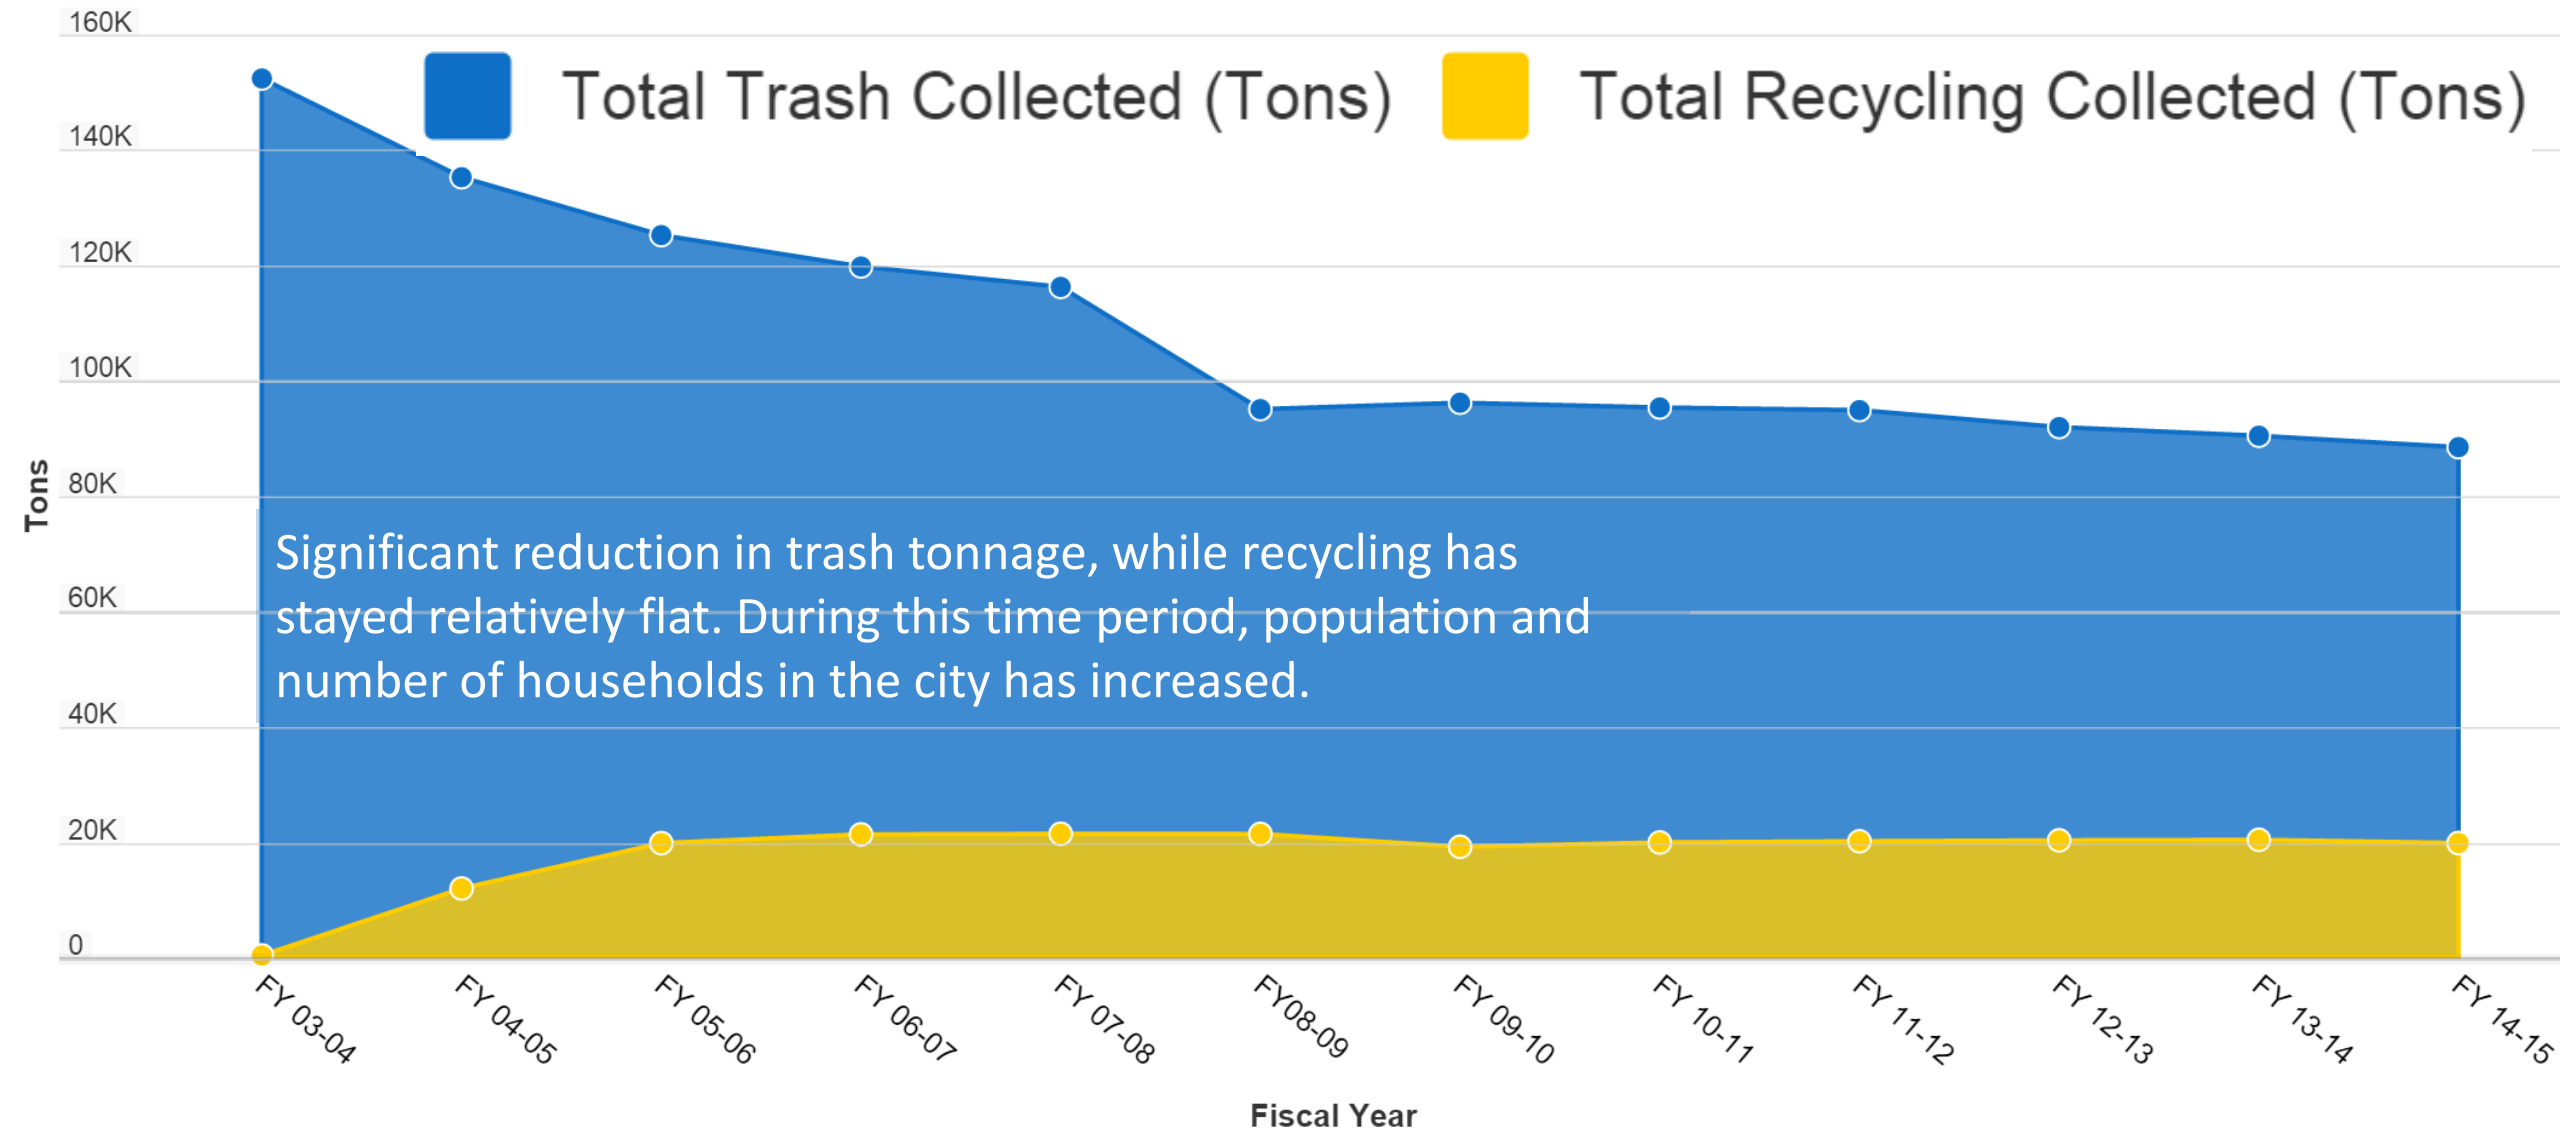 160K
Total Trash Collected (Tons) Total Recycling Collected (Tons)
140K
120K
100K
80K
Tons
Significant reduction in trash tonnage, while recycling has
60K
stayed relatively flat. During this time period, population and
number of households in the city has increased.
40K
20K
0
FY 03-04
FY 04-05
FY 05-06
FY 06-07
FY 07-08
FY08-09
FY 09-10
FY 10-11
FY 11-12
FY 12-13
FY 13-14
FY 14-15
Fiscal Year